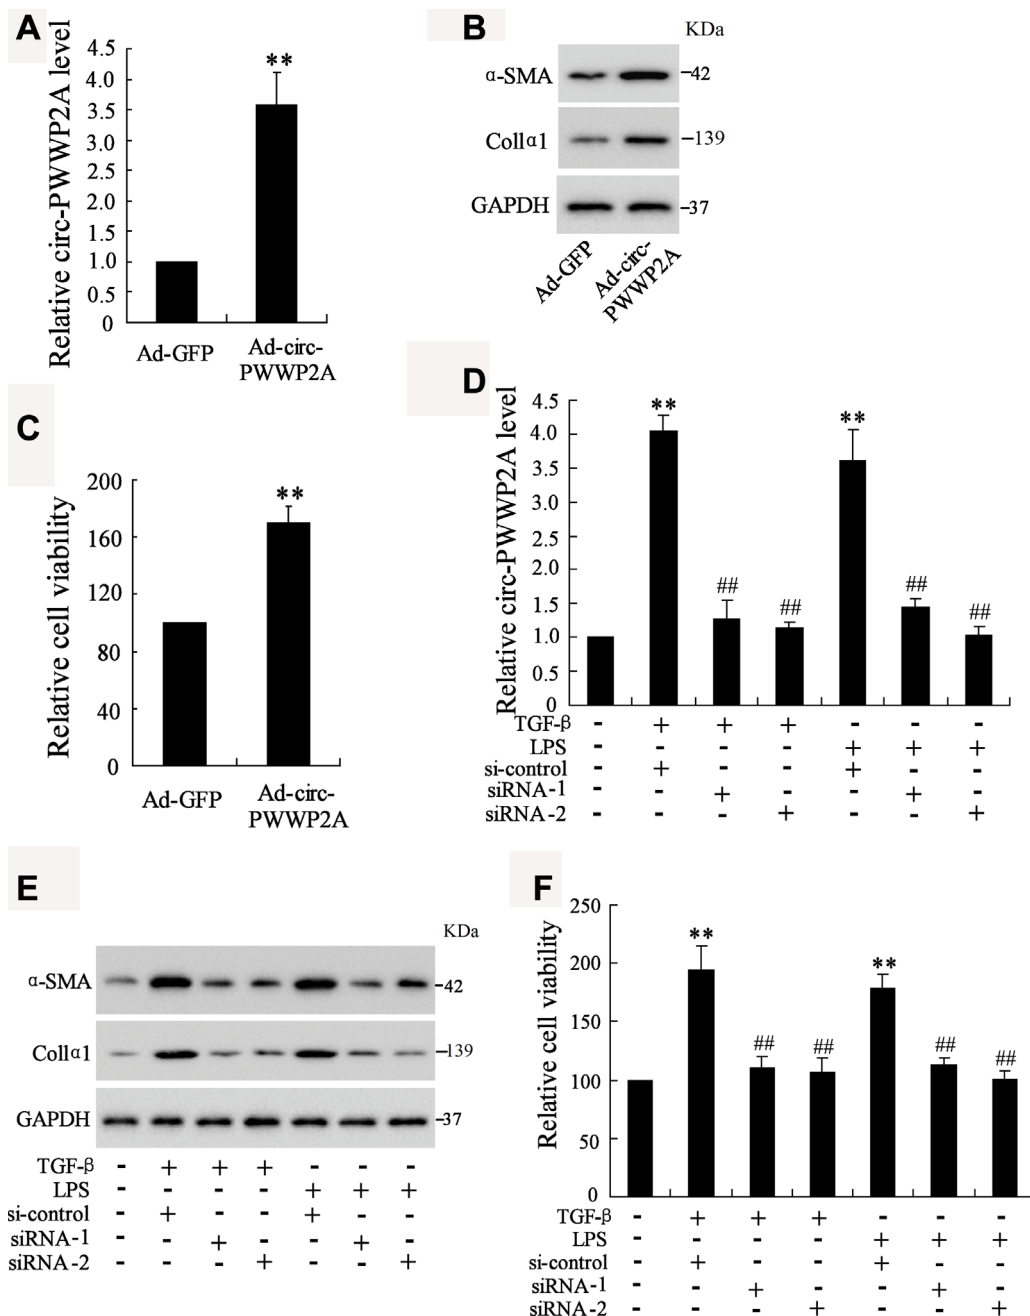 A
Relative circ-PWWP2A level
4.5
4.0
3.5
3.0
2.5
2.0
1.5
1.0
0.5
0
**
Ad-GFP
Ad-circ-
PWWP2A
B
KDa
α-SMA
-42
Collα1
-139
GAPDH
-37
Ad-GFP
Ad-circ-
PWWP2A
C
Relative cell viability
200
160
120
80
40
0
**
Ad-GFP
Ad-circ-
PWWP2A
D
Relative circ-PWWP2A level
4.5
4.0
3.5
3.0
2.5
2.0
1.5
1.0
0.5
0
** ## ## ** ## ##
TGF-β - + + + - - -
LPS - - - - + + +
si-control - + - - + - -
siRNA-1 - - + - - + -
siRNA-2 - - - + - - +
E
KDa
α-SMA
-42
Collα1
-139
GAPDH
-37
TGF-β - + + + - - -
LPS - - - - + + +
si-control - + - - + - -
siRNA-1 - - + - - + -
siRNA-2 - - - + - - +
F
Relative cell viability
250
200
150
100
50
0
** ## ## ** ## ##
TGF-β - + + + - - -
LPS - - - - + + +
si-control - + - - + - -
siRNA-1 - - + - - + -
siRNA-2 - - - + - - +